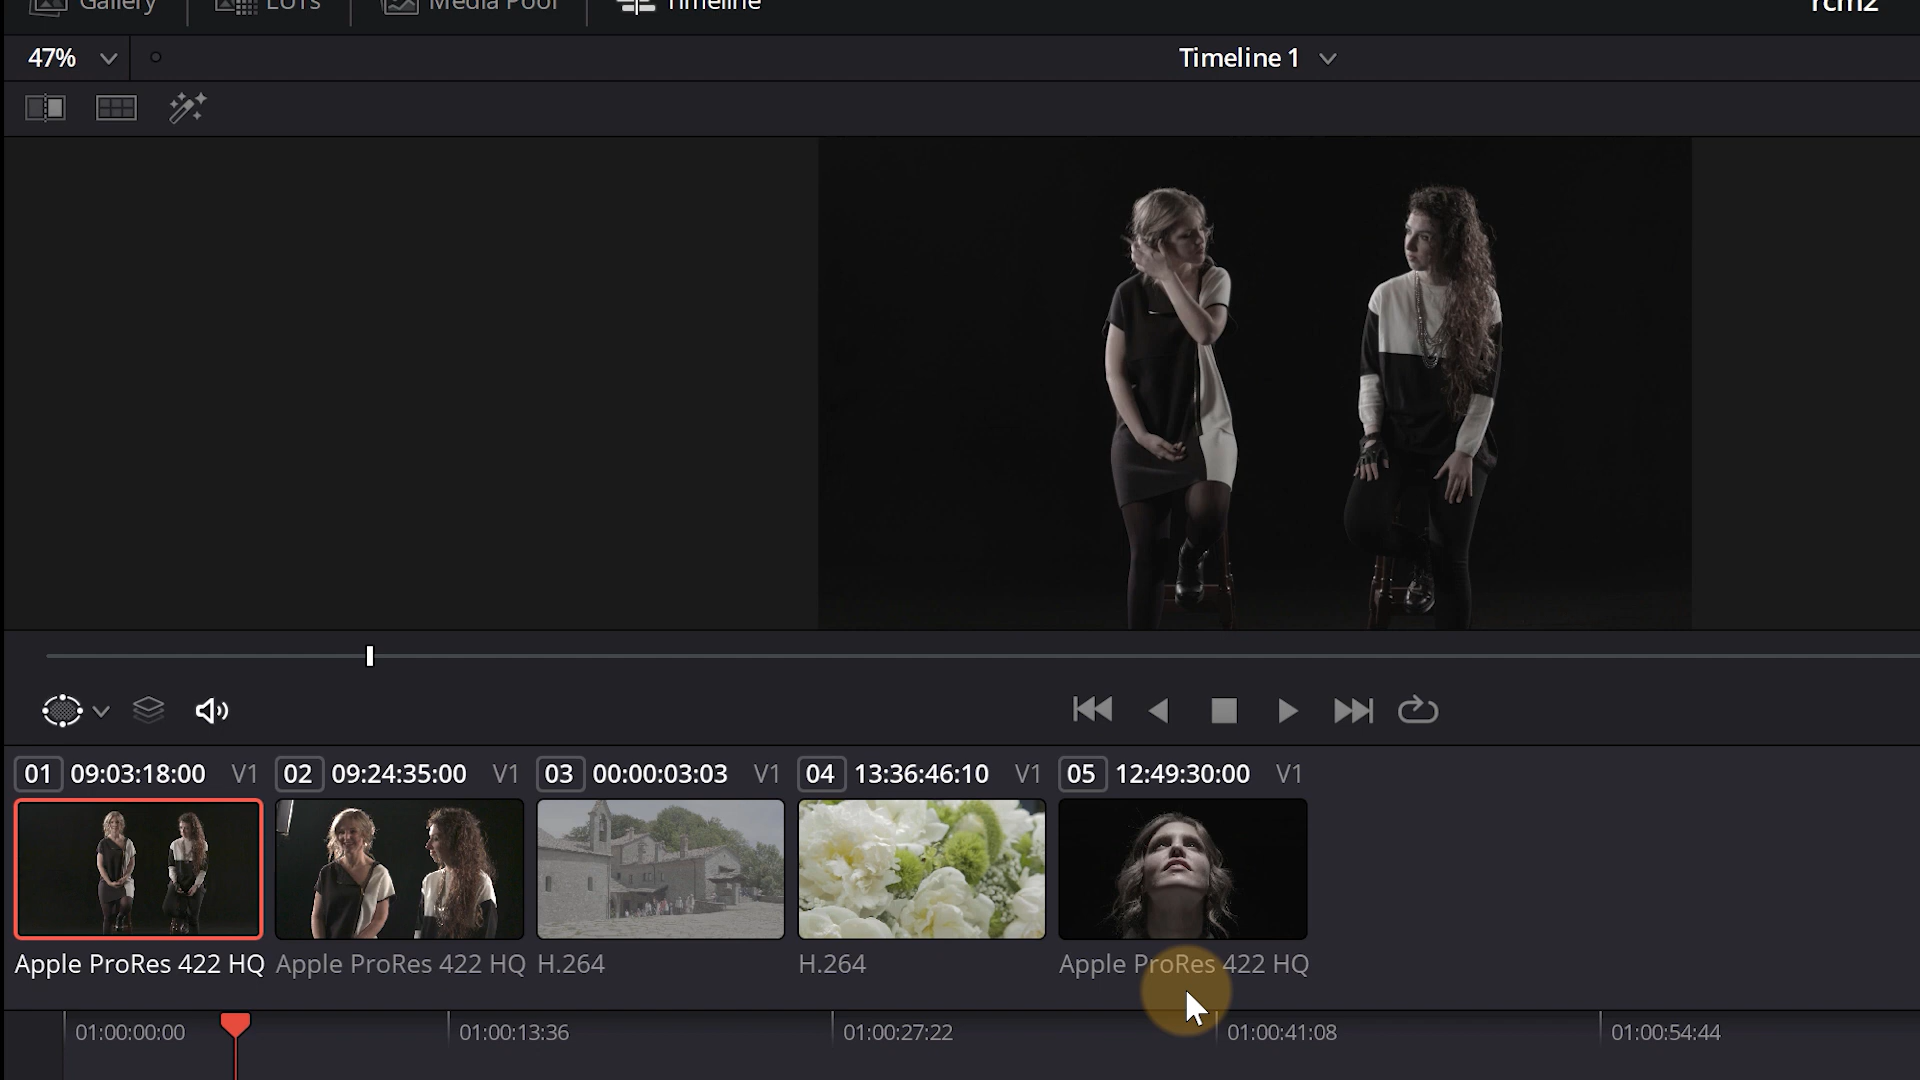 Gallery LUTs Media Pool Timeline rcm2
47% Timeline 1
01 09:03:18:00 V1 02 09:24:35:00 V1 03 00:00:03:03 V1 04 13:36:46:10 V1 05 12:49:30:00 V1
Apple ProRes 422 HQ Apple ProRes 422 HQ H.264 H.264 Apple ProRes 422 HQ
01:00:00:00 01:00:13:36 01:00:27:22 01:00:41:08 01:00:54:44